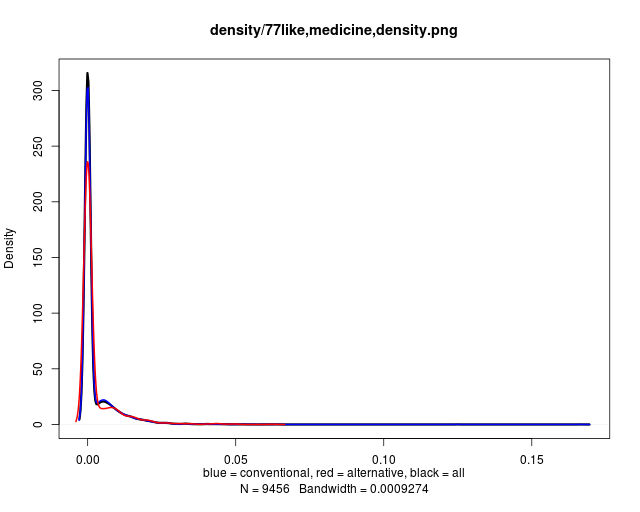 density/77like,medicine,density.png
Density
300
250
200
150
100
50
0
0.00 0.05 0.10 0.15
blue = conventional, red = alternative, black = all
N = 9456 Bandwidth = 0.0009274